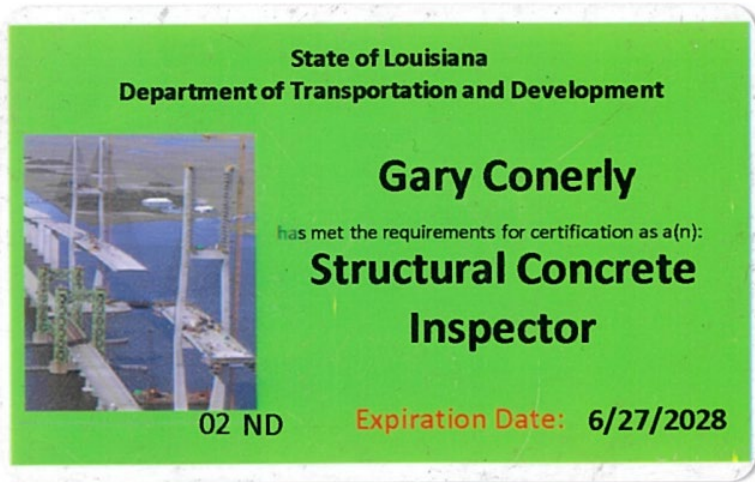 State of Louisiana
Department of Transportation and Development
Gary Conerly
has met the requirements for certification as a(n):
Structural Concrete
Inspector
02 ND
Expiration Date: 6/27/2028